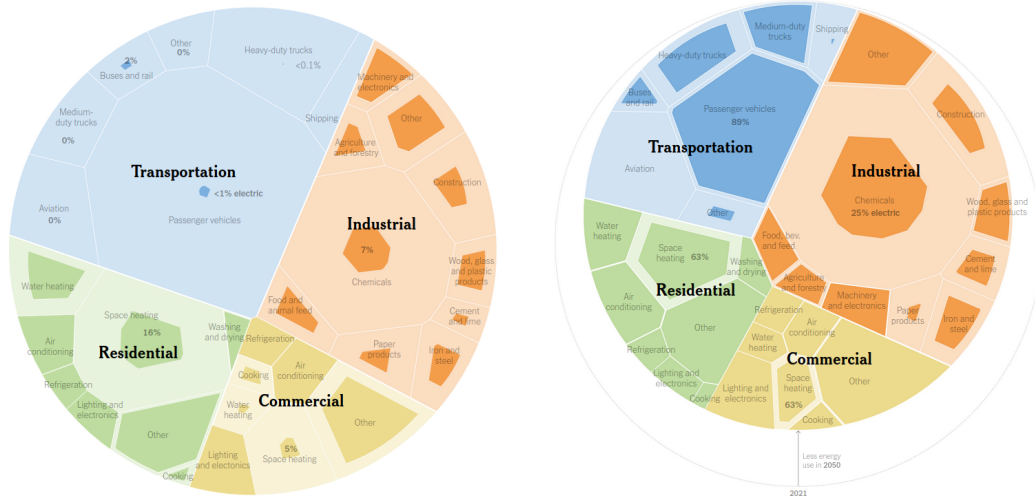 Other
0%
2%
Buses and rail
Heavy-duty trucks
<0.1%
Medium-
duty trucks
0%
Shipping
Machinery and
electronics
Other
Agriculture
and forestry
Construction
Transportation
<1% electric
Passenger vehicles
Aviation
0%
Industrial
7%
Chemicals
Wood, glass
and plastic
products
Food and
animal feed
Cement
and lime
Paper
products
Iron and
steel
Water heating
Space heating
16%
Washing
and drying
Air
conditioning
Residential
Refrigeration
Lighting and
electronics
Other
Cooking
Refrigeration
Cooking
Air
conditioning
Commercial
Water
heating
Other
Lighting
and electronics
5%
Space heating
Medium-duty
trucks
Shipping
Heavy-duty trucks
Other
Buses
and rail
Passenger vehicles
89%
Construction
Transportation
Aviation
Other
Industrial
Chemicals
25% electric
Wood, glass and
plastic products
Food, bev.
and feed
Cement
and lime
Agriculture
and forestry
Machinery
and electronics
Paper
products
Iron and
steel
Water
heating
Space
heating
63%
Washing
and drying
Residential
Air
conditioning
Other
Refrigeration
Lighting and
electronics
Cooking
Refrigeration
Air
conditioning
Water
heating
Commercial
Lighting and
electronics
Space
heating
63%
Other
Cooking
Less energy
use in 2050
2021